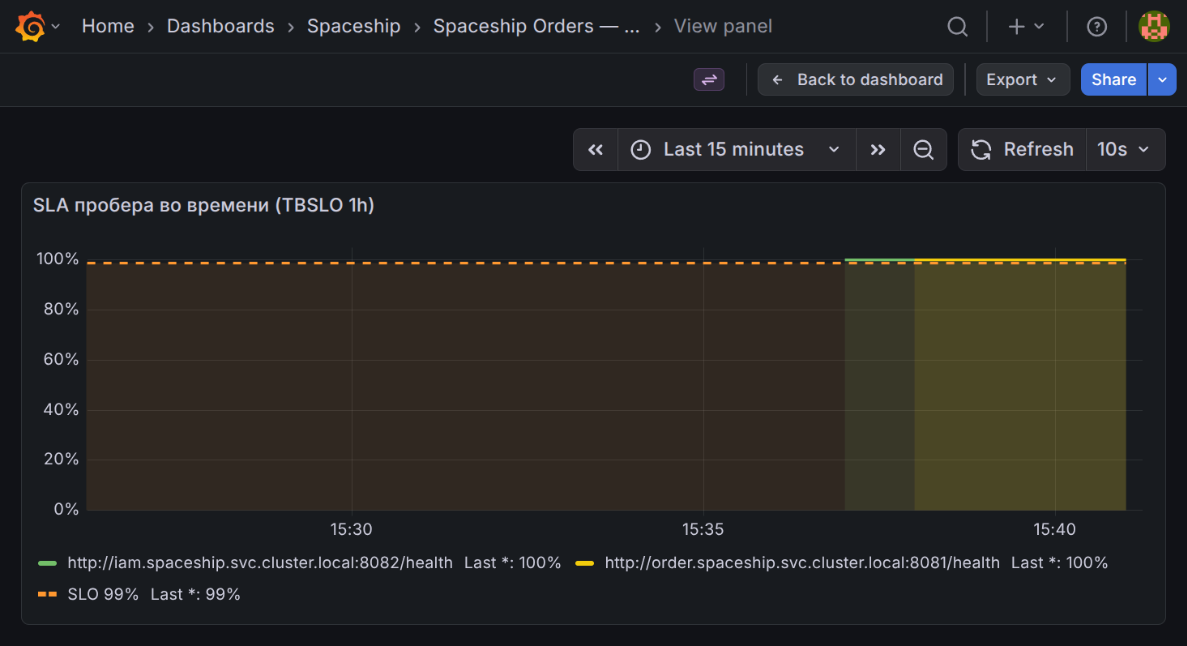 Home › Dashboards › Spaceship › Spaceship Orders — ... › View panel
Back to dashboard Export Share
Last 15 minutes Refresh 10s
SLA пробера во времени (TBSLO 1h)
100%
80%
60%
40%
20%
0%
15:30 15:35 15:40
http://iam.spaceship.svc.cluster.local:8082/health Last *: 100% http://order.spaceship.svc.cluster.local:8081/health Last *: 100%
SLO 99% Last *: 99%